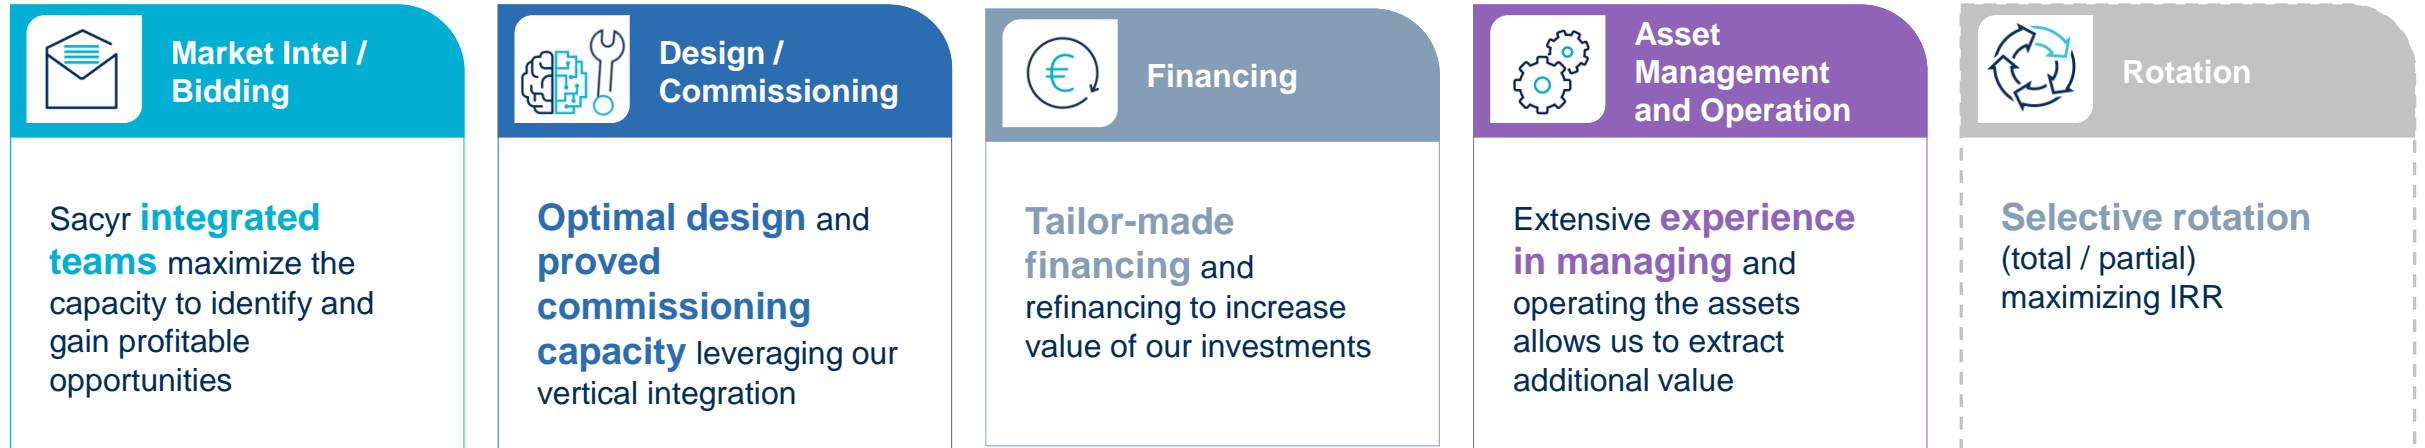 Market Intel /
Bidding
Sacyr integrated
teams maximize the
capacity to identify and
gain profitable
opportunities
Design /
Commissioning
Optimal design and
proved
commissioning
capacity leveraging our
vertical integration
Financing
Tailor-made
financing and
refinancing to increase
value of our investments
Asset
Management
and Operation
Extensive experience
in managing and
operating the assets
allows us to extract
additional value
Rotation
Selective rotation
(total / partial)
maximizing IRR